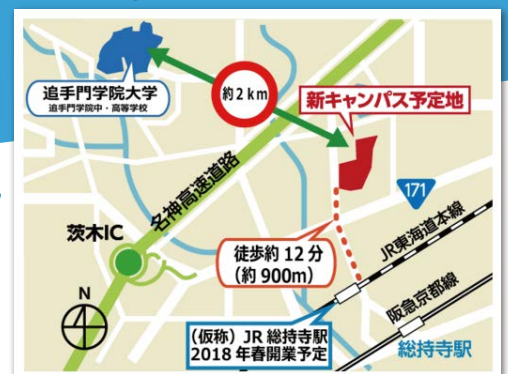 追手門学院大学
追手門学院中・高等学校
約2km
新キャンパス予定地
171
名神高速道路
茨木IC
徒歩約12分
(約900m)
JR東海道本線
阪急京都線
N
(仮称)JR総持寺駅
2018年春開業予定
総持寺駅